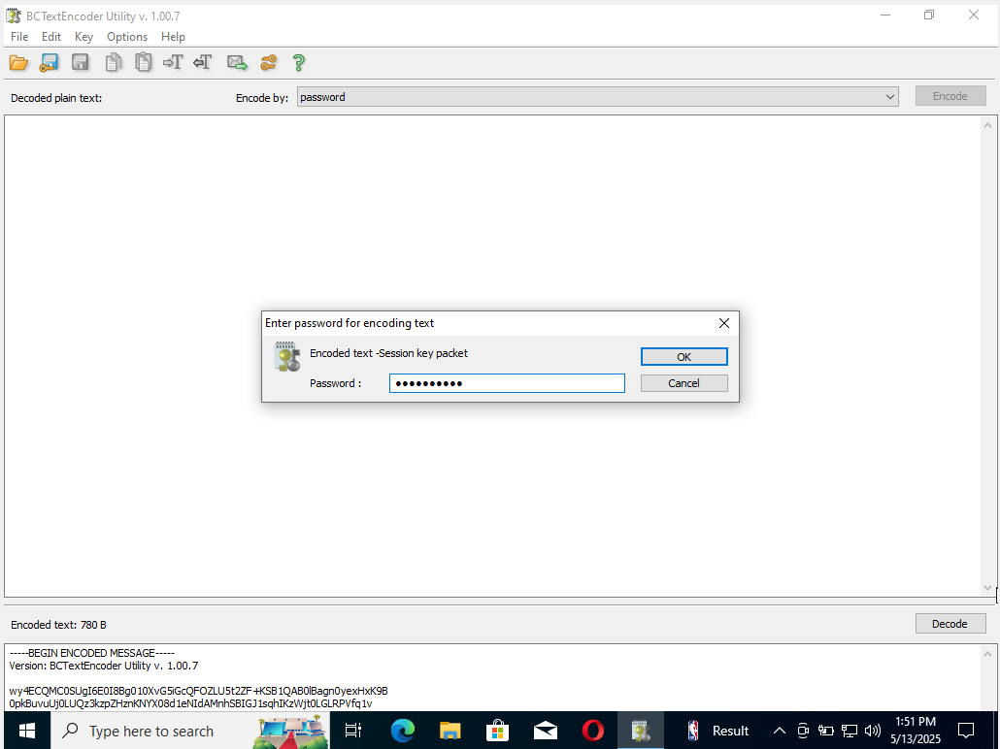 BCTextEncoder Utility v. 1.00.7
File Edit Key Options Help
Decoded plain text:
Encode by:
password
Encode
Enter password for encoding text
Encoded text -Session key packet
OK
Password :
Cancel
Encoded text: 780 B
Decode
-----BEGIN ENCODED MESSAGE-----
Version: BCTextEncoder Utility v. 1.00.7
wy4ECQMC0SUgI6E0I8Bg010XvG5iGcQFOZLU5t2ZF+KSB1QAB0lBagn0yexHxK9B
0pkBuvuUj0LUQz3kzpZHznKNYX08d1eNIdAMnhSBIGJ1sqhIKzWjt0LGLRPVfq1v
Type here to search
Result
1:51 PM
5/13/2025